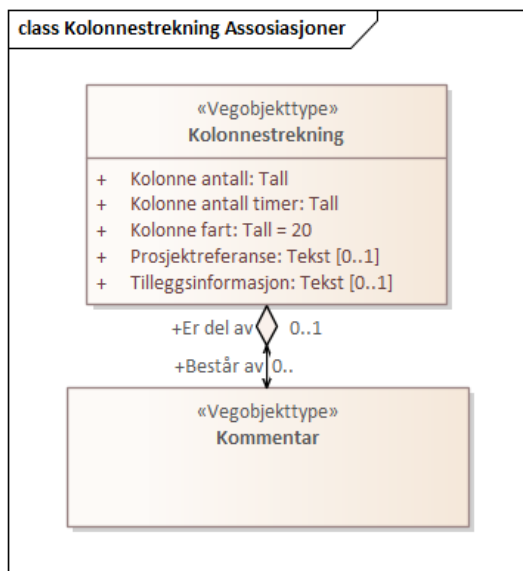 class Kolonnestrekning Assosiasjoner
«Vegobjekttype»
Kolonnestrekning
+ Kolonne antall: Tall
+ Kolonne antall timer: Tall
+ Kolonne fart: Tall = 20
+ Prosjektreferanse: Tekst [0..1]
+ Tilleggsinformasjon: Tekst [0..1]
+Er del av 0..1
+Består av 0..
«Vegobjekttype»
Kommentar